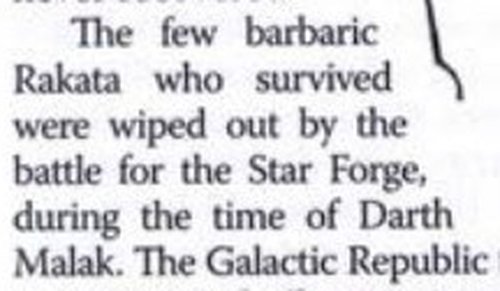 The few barbaric
Rakata who survived
were wiped out by the
battle for the Star Forge,
during the time of Darth
Malak. The Galactic Republic